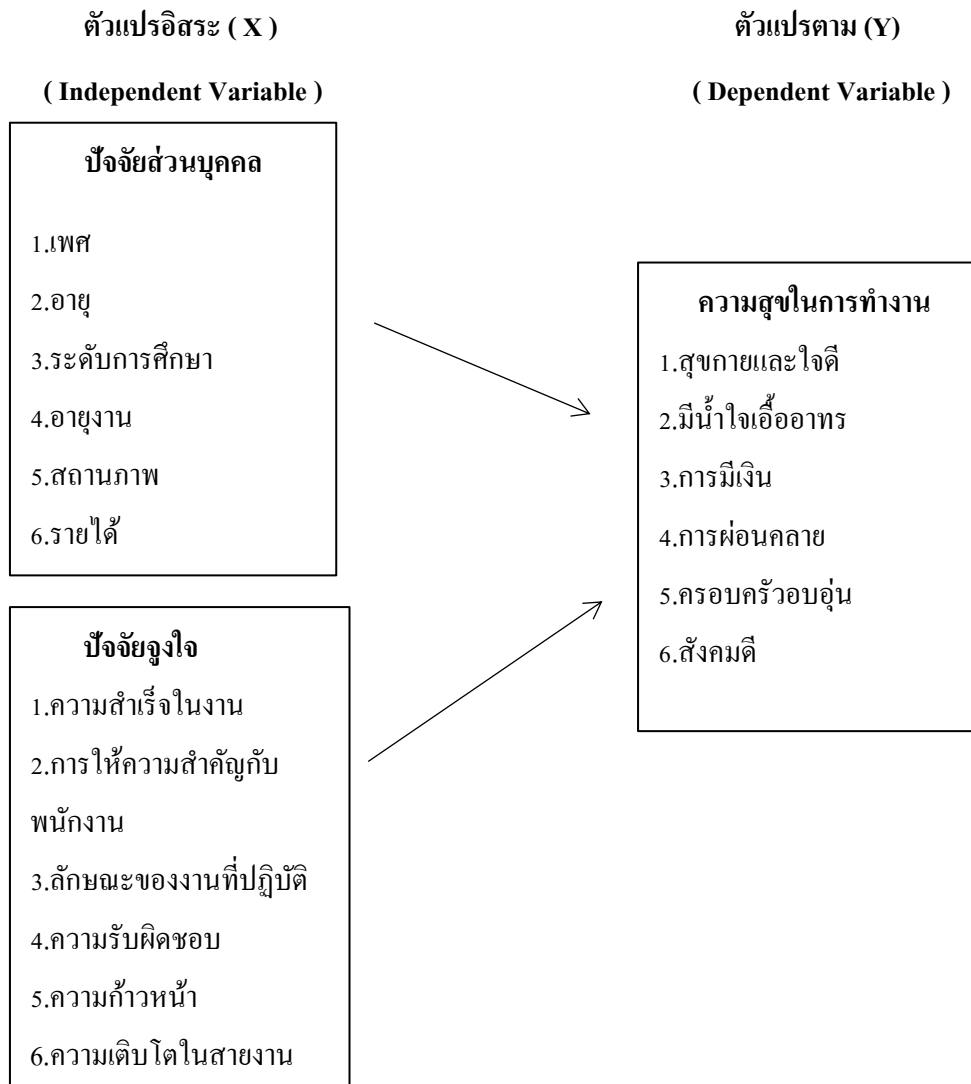 ตัวแปรอิสระ ( X )
( Independent Variable )
ปัจจัยส่วนบุคคล
1.เพศ
2.อายุ
3.ระดับการศึกษา
4.อายุงาน
5.สถานภาพ
6.รายได้
ปัจจัยจูงใจ
1.ความสำเร็จในงาน
2.การให้ความสำคัญกับ
พนักงาน
3.ลักษณะของงานที่ปฏิบัติ
4.ความรับผิดชอบ
5.ความก้าวหน้า
6.ความเติบโตในสายงาน
ตัวแปรตาม (Y)
( Dependent Variable )
ความสุขในการทำงาน
1.สุขกายและใจดี
2.มีน้ำใจเอื้ออาทร
3.การมีเงิน
4.การผ่อนคลาย
5.ครอบครัวอบอุ่น
6.สังคมดี